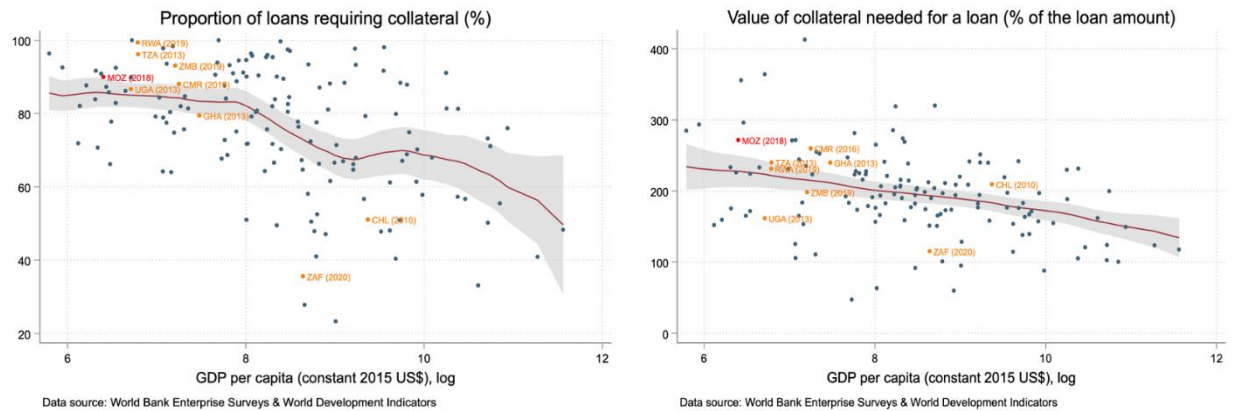 Proportion of loans requiring collateral (%)
100
80
60
40
20
RWA (2019)
TZA (2013)
ZMB (2019)
MOZ (2018)
CMR (2016)
UGA (2013)
GHA (2013)
CHL (2010)
ZAF (2020)
6
8
10
12
GDP per capita (constant 2015 US$), log
Data source: World Bank Enterprise Surveys & World Development Indicators
Value of collateral needed for a loan (% of the loan amount)
400
300
200
100
0
MOZ (2018)
CMR (2016)
TZA (2013)
GHA (2013)
RWA (2019)
ZMB (2019)
CHL (2010)
UGA (2013)
ZAF (2020)
6
8
10
12
GDP per capita (constant 2015 US$), log
Data source: World Bank Enterprise Surveys & World Development Indicators